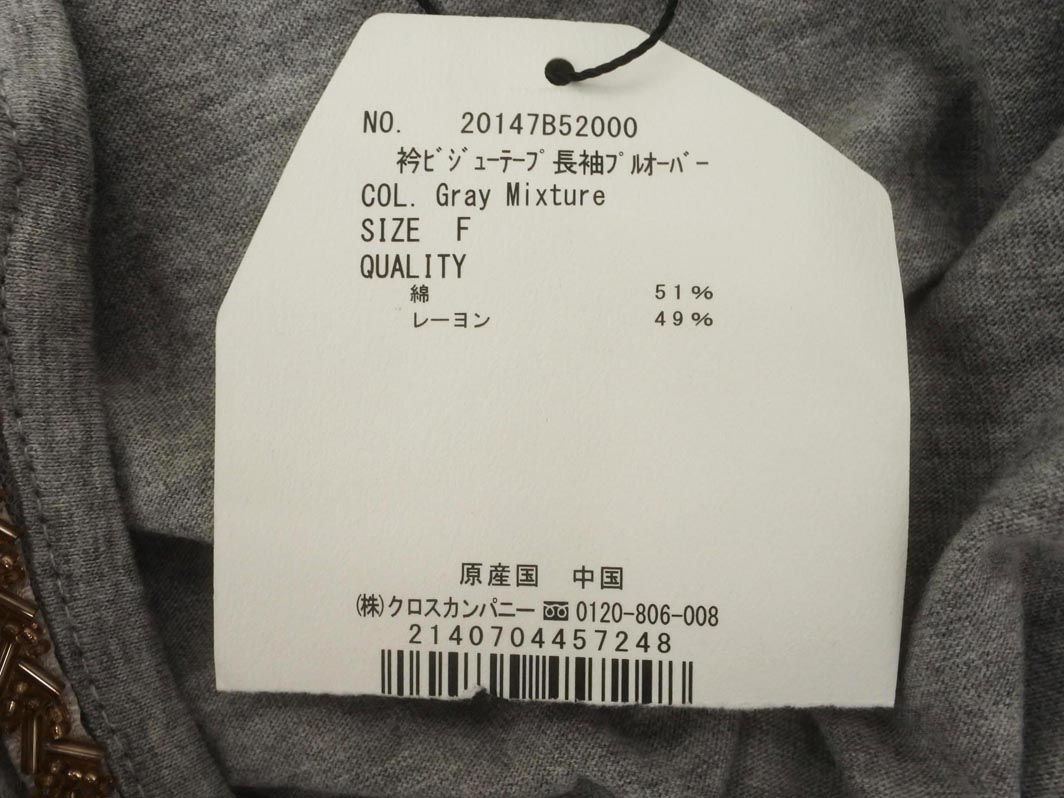 NO. 20147B52000
衿ﾋﾞｼﾞｭｰﾃｰﾌﾟ長袖ﾌﾟﾙｵｰﾊﾞｰ
COL. Gray Mixture
SIZE F
QUALITY
綿 51%
レーヨン 49%
原産国 中国
㈱クロスカンパニー 0120-806-008
2140704457248